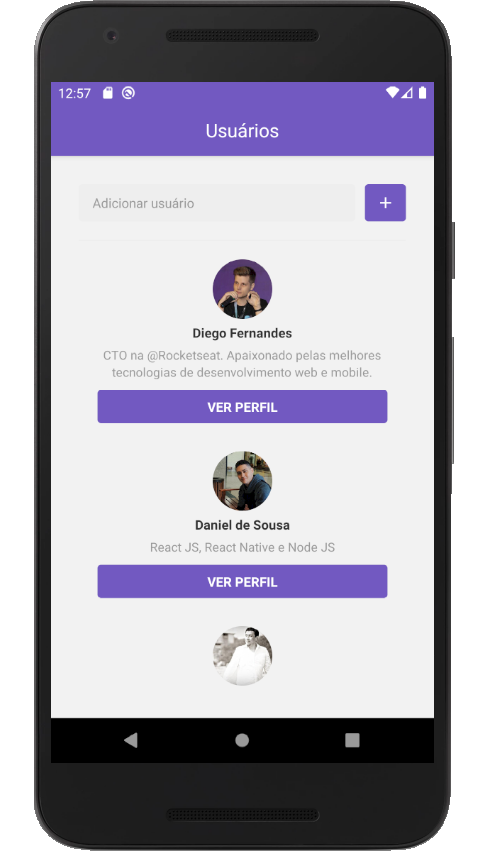 12:57
Usuários
Adicionar usuário
+
Diego Fernandes
CTO na @Rocketseat. Apaixonado pelas melhores
tecnologias de desenvolvimento web e mobile.
VER PERFIL
Daniel de Sousa
React JS, React Native e Node JS
VER PERFIL